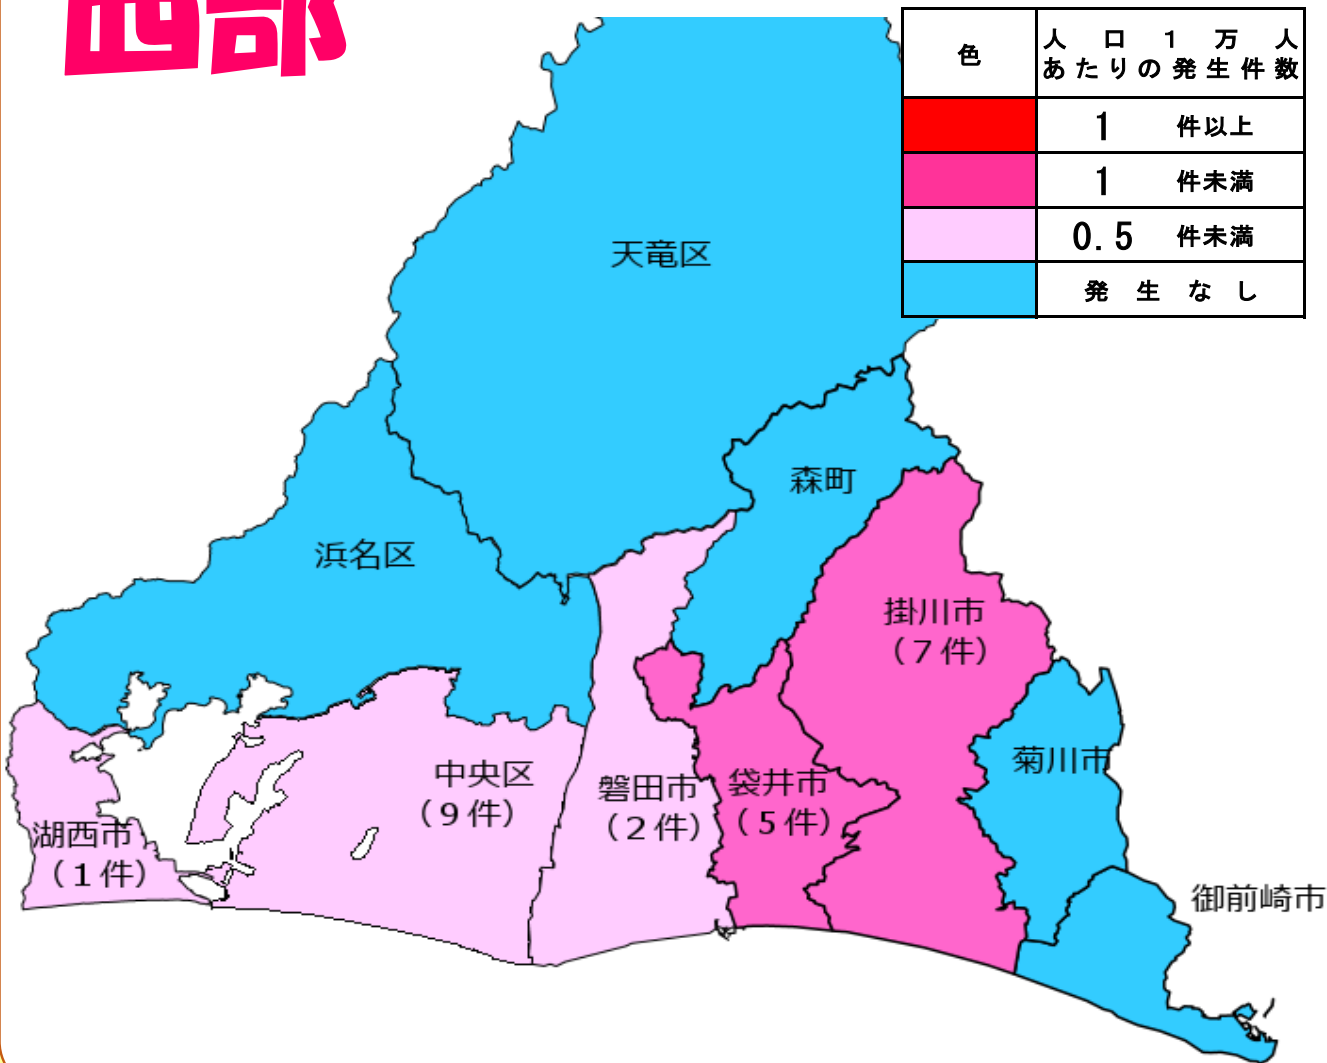 西部
色
人口1万人
あたりの発生件数
1 件以上
1 件未満
0.5 件未満
発生なし
天竜区
森町
浜名区
掛川市
（7件）
菊川市
中央区
（9件）
磐田市
（2件）
袋井市
（5件）
湖西市
（1件）
御前崎市